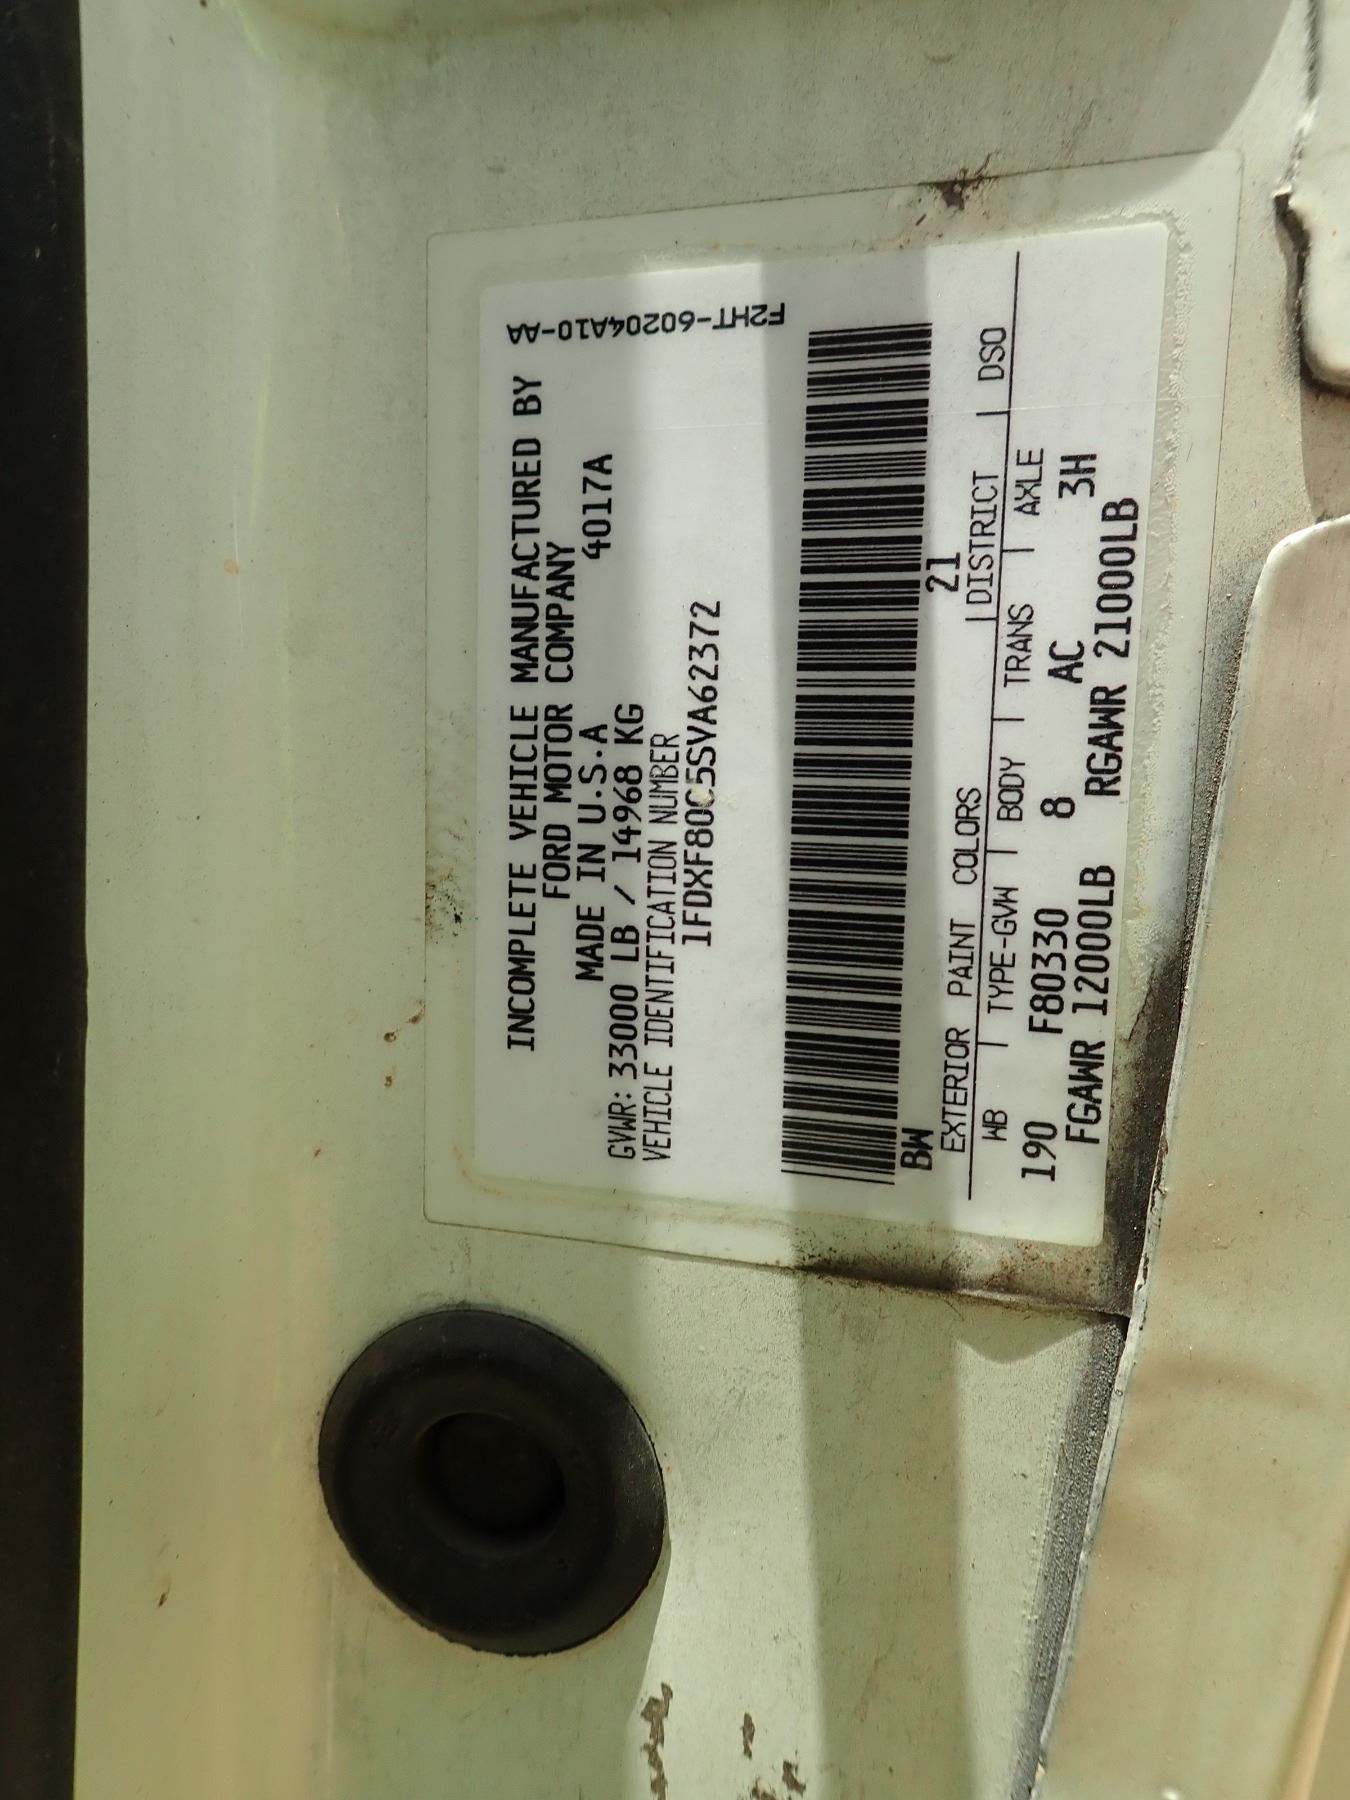 INCOMPLETE VEHICLE MANUFACTURED BY
FORD MOTOR COMPANY
MADE IN U.S.A 4017A
GVWR: 33000 LB / 14968 KG
VEHICLE IDENTIFICATION NUMBER
1FDXF80C5SVA62372
F2HT-60204A10-AA
BW 21
EXTERIOR PAINT COLORS DISTRICT DSO
WB TYPE-GVW BODY TRANS AXLE
190 F80330 8 AC 3H
FGAWR 12000LB RGAWR 21000LB